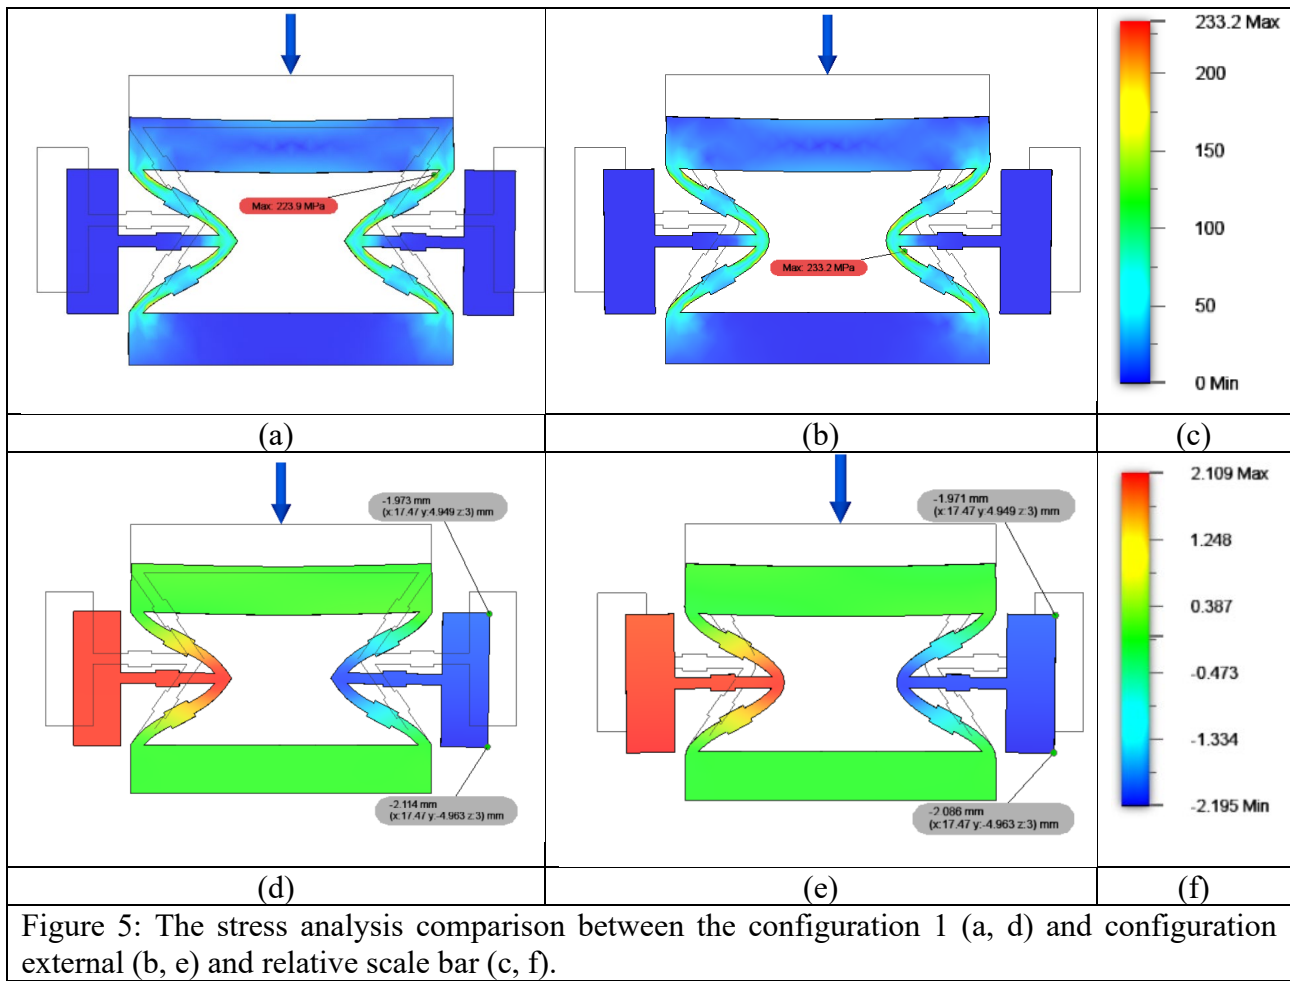 233.2 Max
200
150
100
50
0 Min
Max: 223.9 MPa
Max: 233.2 MPa
(a)
(b)
(c)
-1.973 mm
(x:17.47 y:4.949 z:3) mm
-2.114 mm
(x:17.47 y:-4.963 z:3) mm
-1.971 mm
(x:17.47 y:4.949 z:3) mm
-2.086 mm
(x:17.47 y:-4.963 z:3) mm
2.109 Max
1.248
0.387
-0.473
-1.334
-2.195 Min
(d)
(e)
(f)
Figure 5: The stress analysis comparison between the configuration 1 (a, d) and configuration
external (b, e) and relative scale bar (c, f).